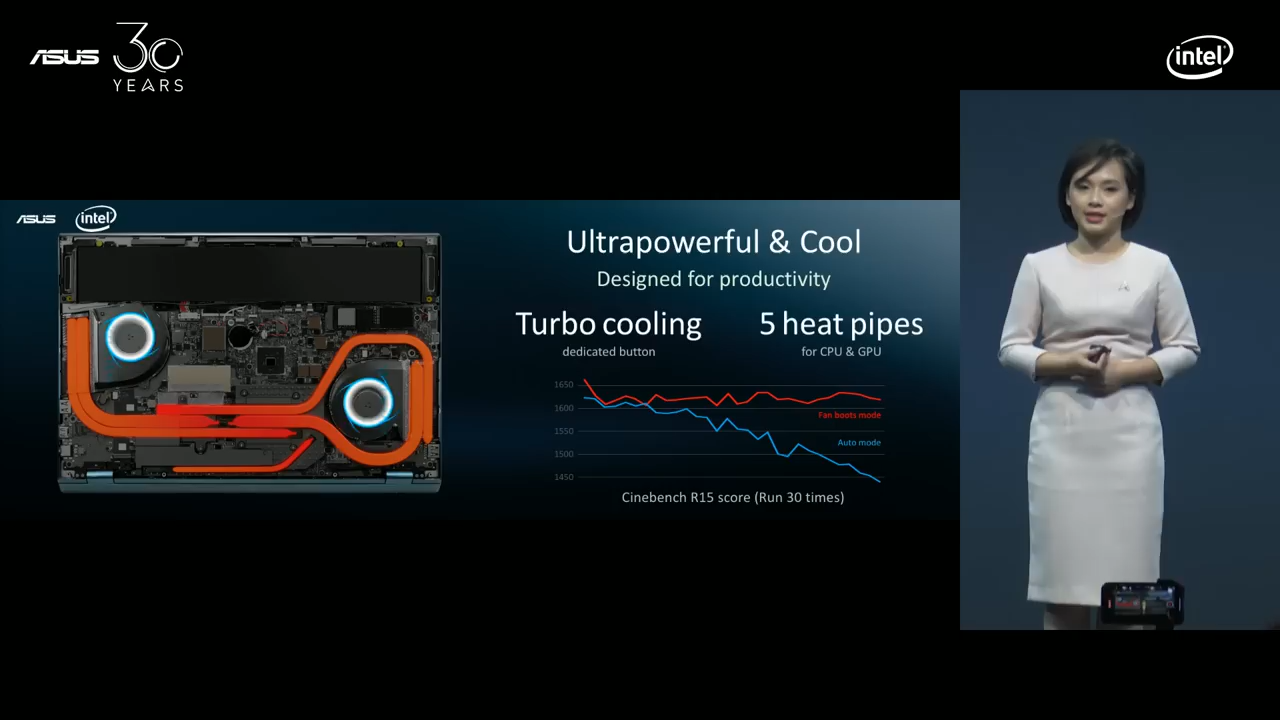 ASUS
30
YEARS
intel
ASUS
intel
Ultrapowerful & Cool
Designed for productivity
Turbo cooling
dedicated button
5 heat pipes
for CPU & GPU
1650
1600
1550
1500
1450
Fan boots mode
Auto mode
Cinebench R15 score (Run 30 times)